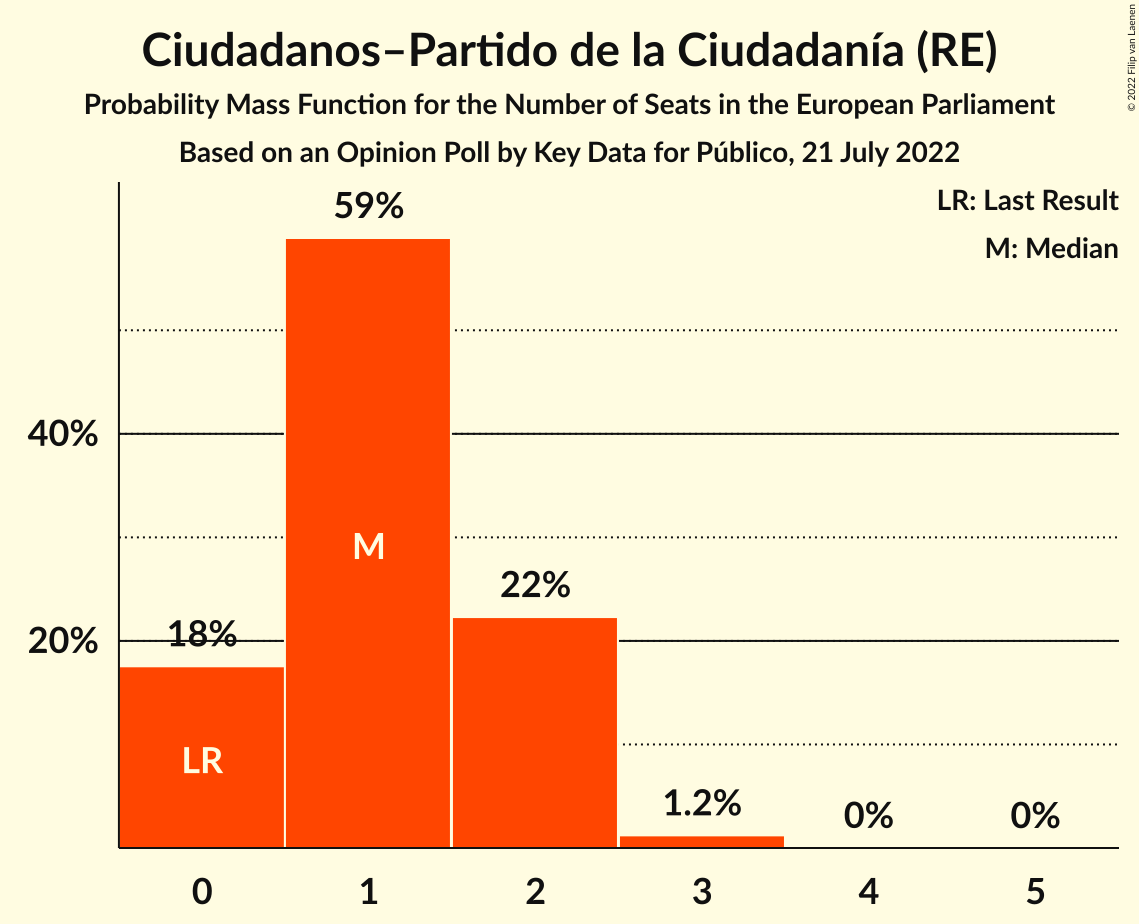 Ciudadanos–Partido de la Ciudadanía (RE)
Probability Mass Function for the Number of Seats in the European Parliament
Based on an Opinion Poll by Key Data for Público, 21 July 2022
© 2022 Filip van Laenen
LR: Last Result
M: Median
59%
40%
M
22%
18%
20%
LR
1.2%
0%
0%
0
1
2
3
4
5